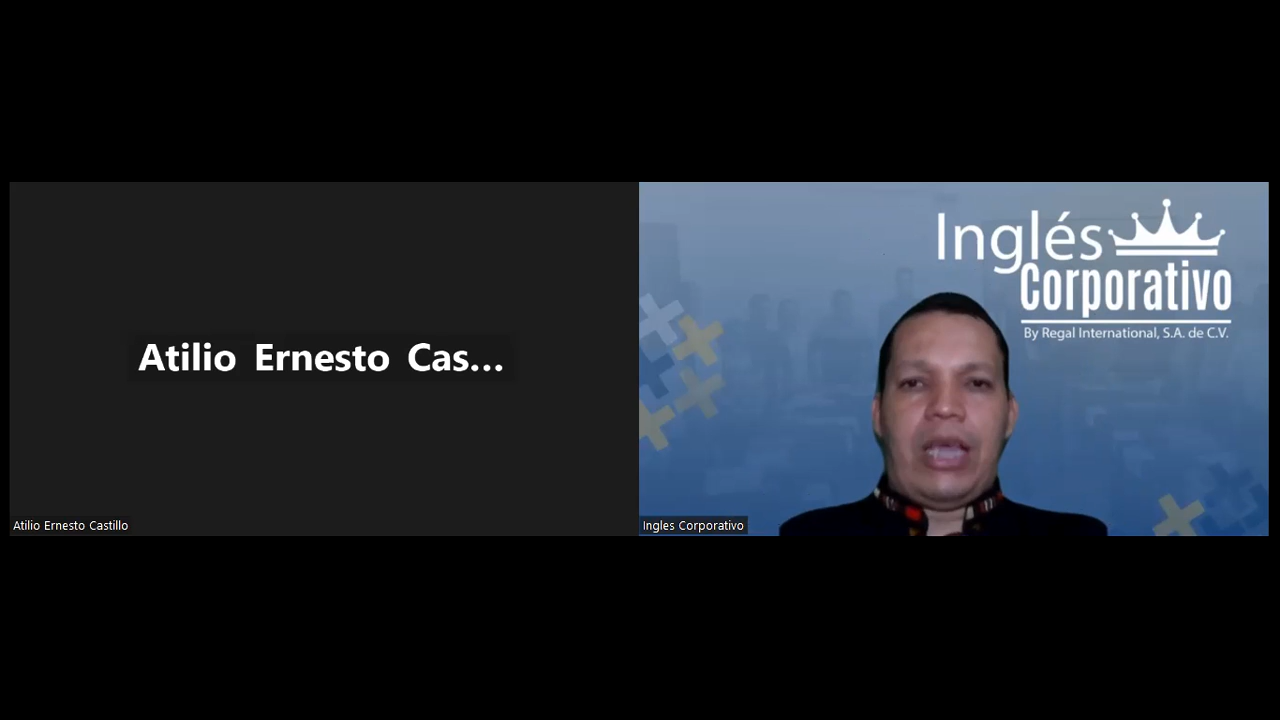 Atilio Ernesto Cas...
Atilio Ernesto Castillo
Inglés
Corporativo
By Regal International, S.A. de C.V.
Ingles Corporativo